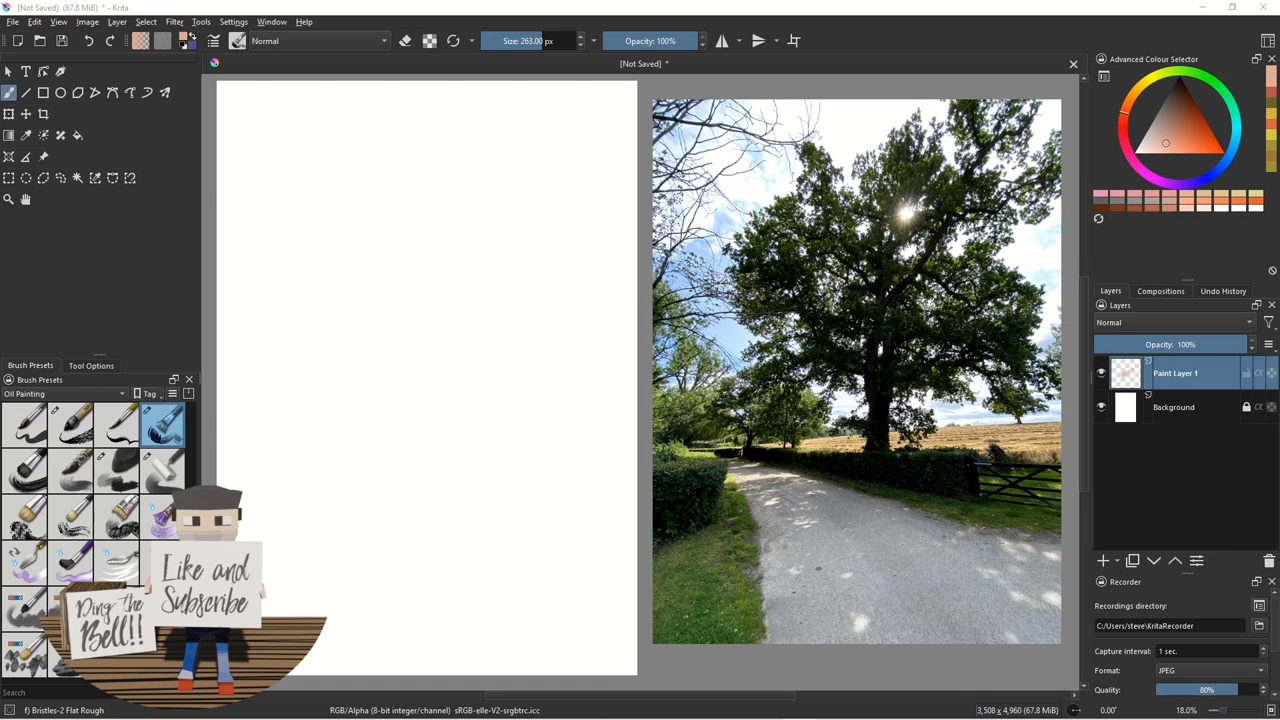 [Not Saved] (67.8 MiB) * - Krita
File Edit View Image Layer Select Filter Tools Settings Window Help
Normal
Size: 263.00 px
Opacity: 100%
[Not Saved] *
Advanced Colour Selector
Layers Compositions Undo History
Layers
Normal
Opacity: 100%
Paint Layer 1
Background
Brush Presets Tool Options
Brush Presets
Oil Painting
Tag
Like and
Subscribe
Ding the
Bell!!
Search
Recorder
Recordings directory:
C:/Users/steve/KritaRecorder
Capture interval: 1 sec.
Format: JPEG
Quality: 80%
f) Bristles-2 Flat Rough
RGB/Alpha (8-bit integer/channel) sRGB-elle-V2-srgbtrc.icc
3,508 x 4,960 (67.8 MiB)
0.00°
18.0%